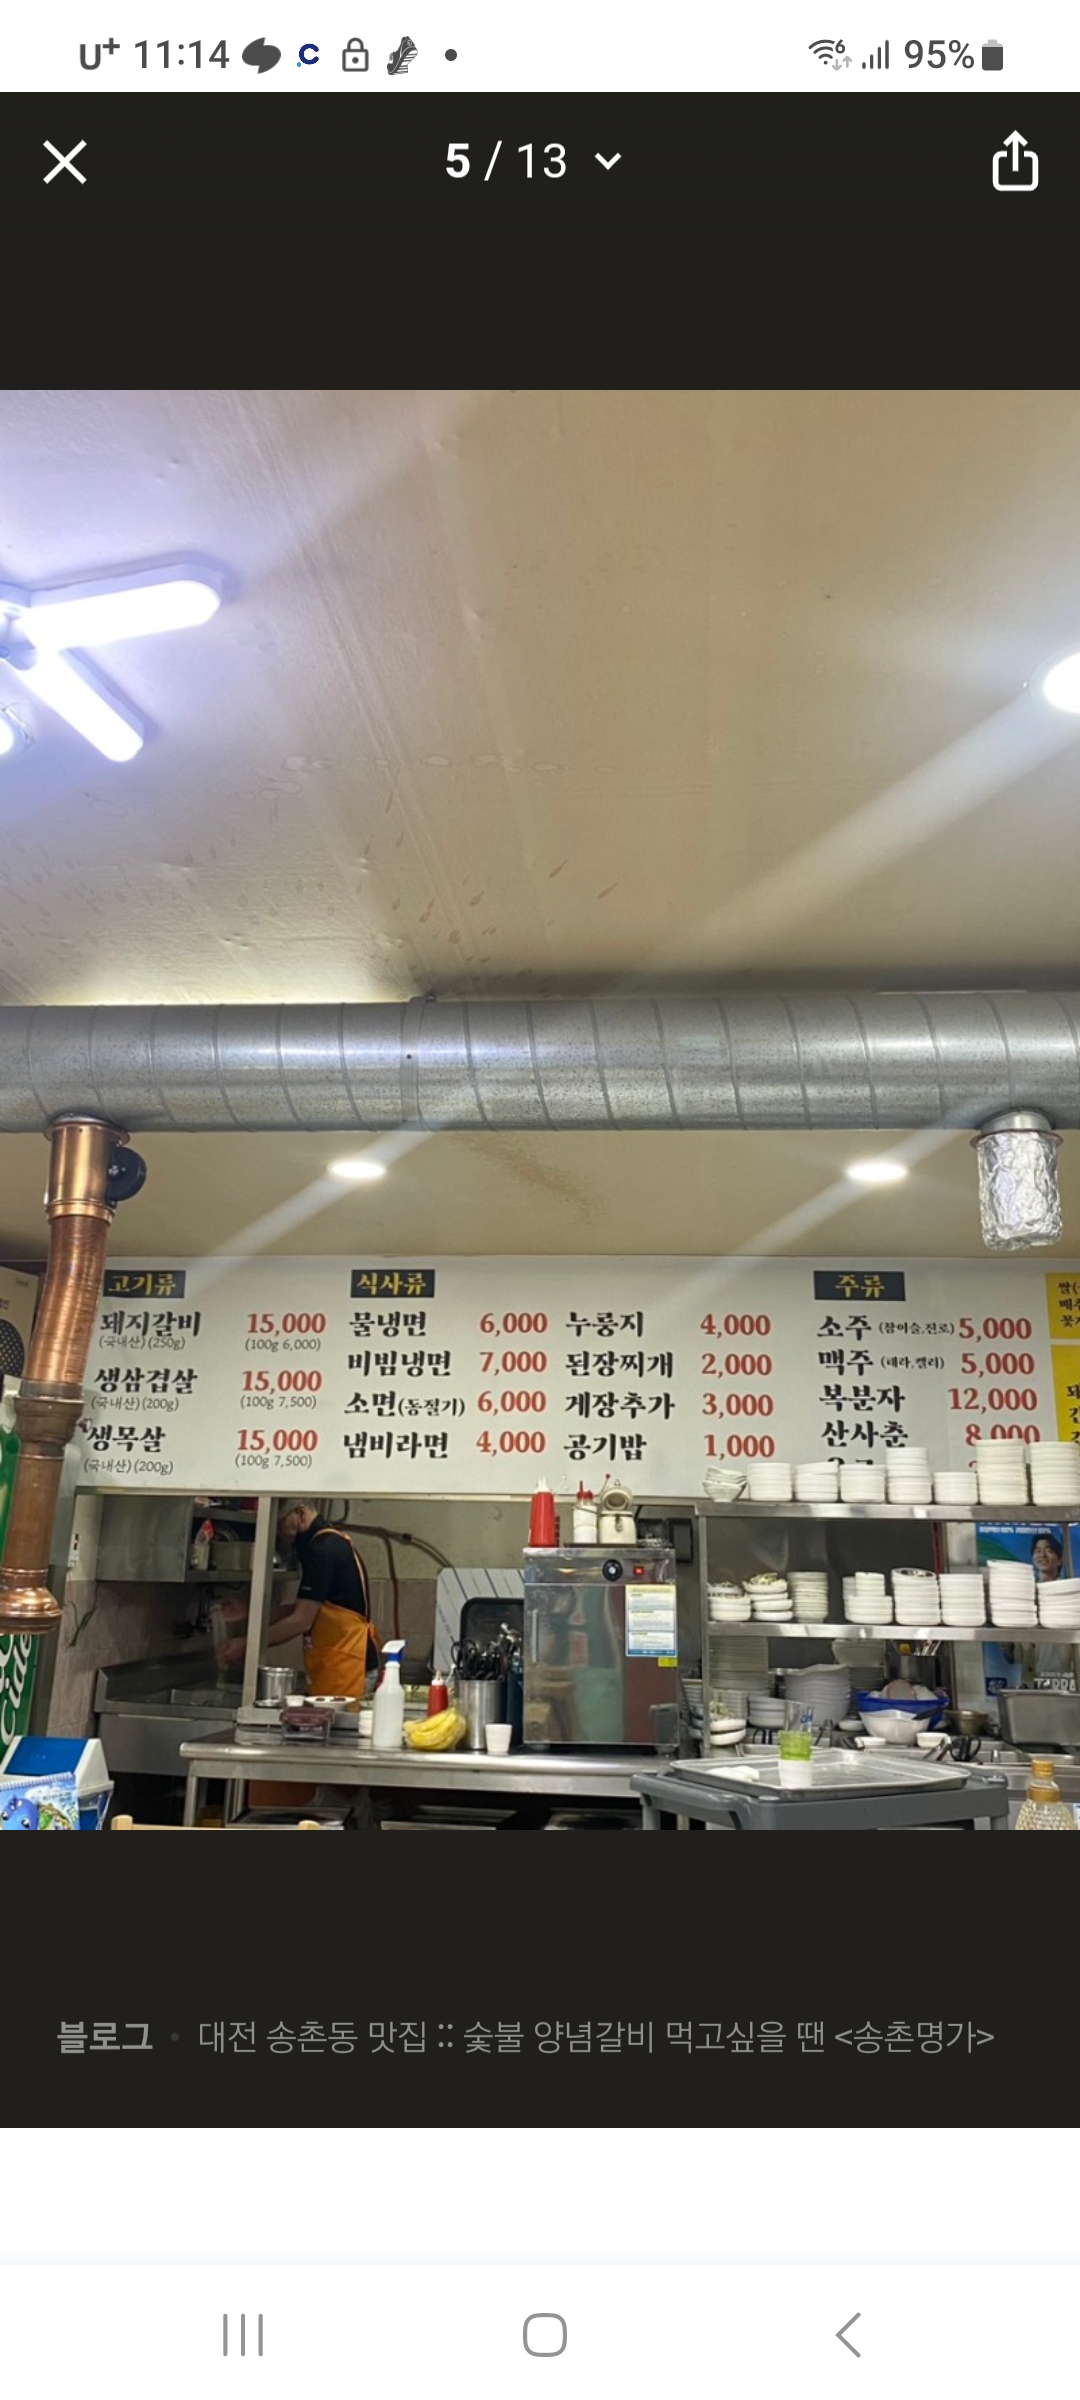 U+ 11:14 95%
5 / 13
고기류
돼지갈비 15,000
(국내산)(250g) (100g 6,000)
생삼겹살 15,000
(국내산)(200g) (100g 7,500)
생목살 15,000
(국내산)(200g) (100g 7,500)
식사류
물냉면 6,000 누룽지 4,000
비빔냉면 7,000 된장찌개 2,000
소면(동절기) 6,000 게장추가 3,000
냄비라면 4,000 공기밥 1,000
주류
소주 (참이슬,진로) 5,000
맥주 (테라.켈리) 5,000
복분자 12,000
산사춘 8,000
Cide
TERRA
블로그 • 대전 송촌동 맛집 :: 숯불 양념갈비 먹고싶을 땐 <송촌명가>